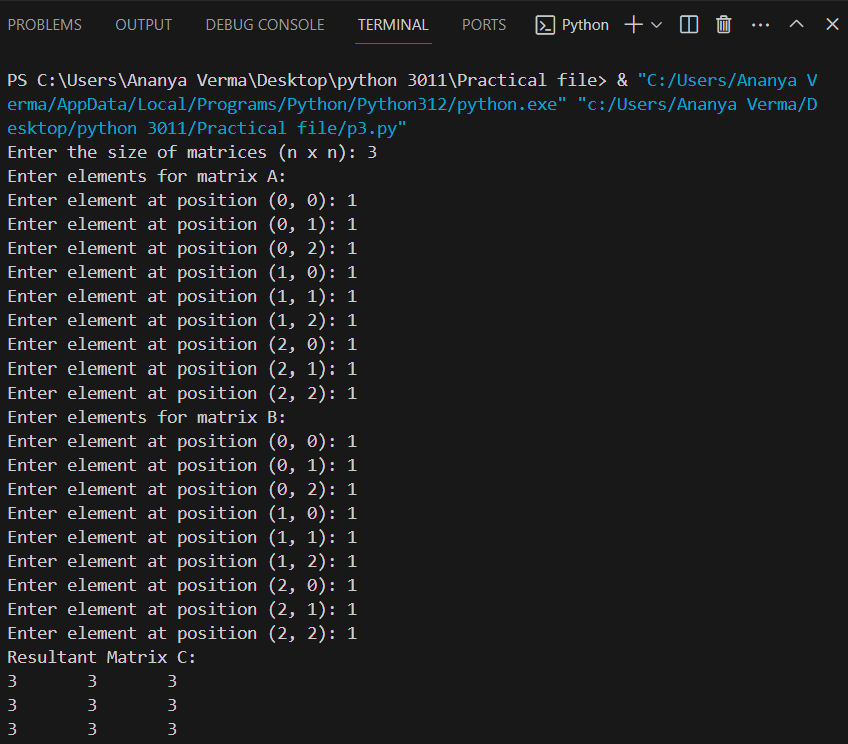 PROBLEMS OUTPUT DEBUG CONSOLE TERMINAL PORTS Python
PS C:\Users\Ananya Verma\Desktop\python 3011\Practical file> & "C:/Users/Ananya V
erma/AppData/Local/Programs/Python/Python312/python.exe" "c:/Users/Ananya Verma/D
esktop/python 3011/Practical file/p3.py"
Enter the size of matrices (n x n): 3
Enter elements for matrix A:
Enter element at position (0, 0): 1
Enter element at position (0, 1): 1
Enter element at position (0, 2): 1
Enter element at position (1, 0): 1
Enter element at position (1, 1): 1
Enter element at position (1, 2): 1
Enter element at position (2, 0): 1
Enter element at position (2, 1): 1
Enter element at position (2, 2): 1
Enter elements for matrix B:
Enter element at position (0, 0): 1
Enter element at position (0, 1): 1
Enter element at position (0, 2): 1
Enter element at position (1, 0): 1
Enter element at position (1, 1): 1
Enter element at position (1, 2): 1
Enter element at position (2, 0): 1
Enter element at position (2, 1): 1
Enter element at position (2, 2): 1
Resultant Matrix C:
3 3 3
3 3 3
3 3 3